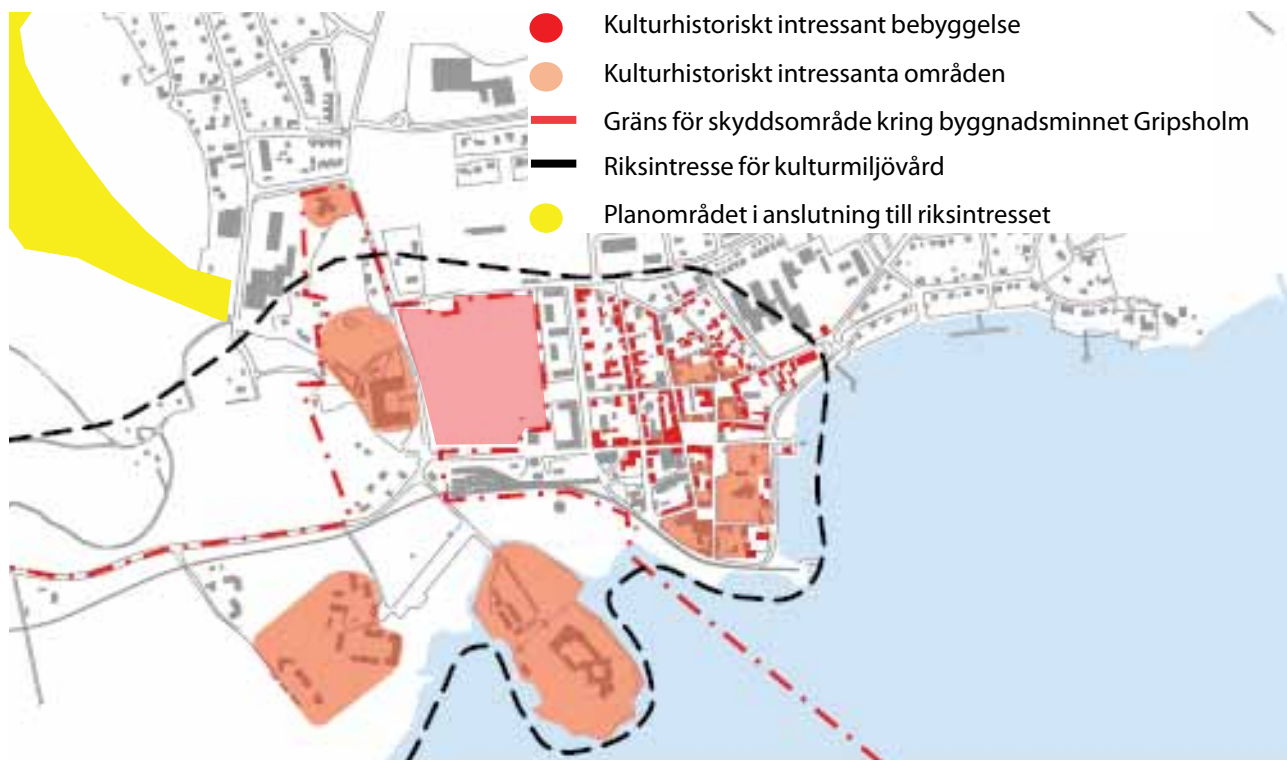 Kulturhistoriskt intressant bebyggelse
Kulturhistoriskt intressanta områden
Gräns för skyddsområde kring byggnadsminnet Gripsholm
Riksintresse för kulturmiljövård
Planområdet i anslutning till riksintresset